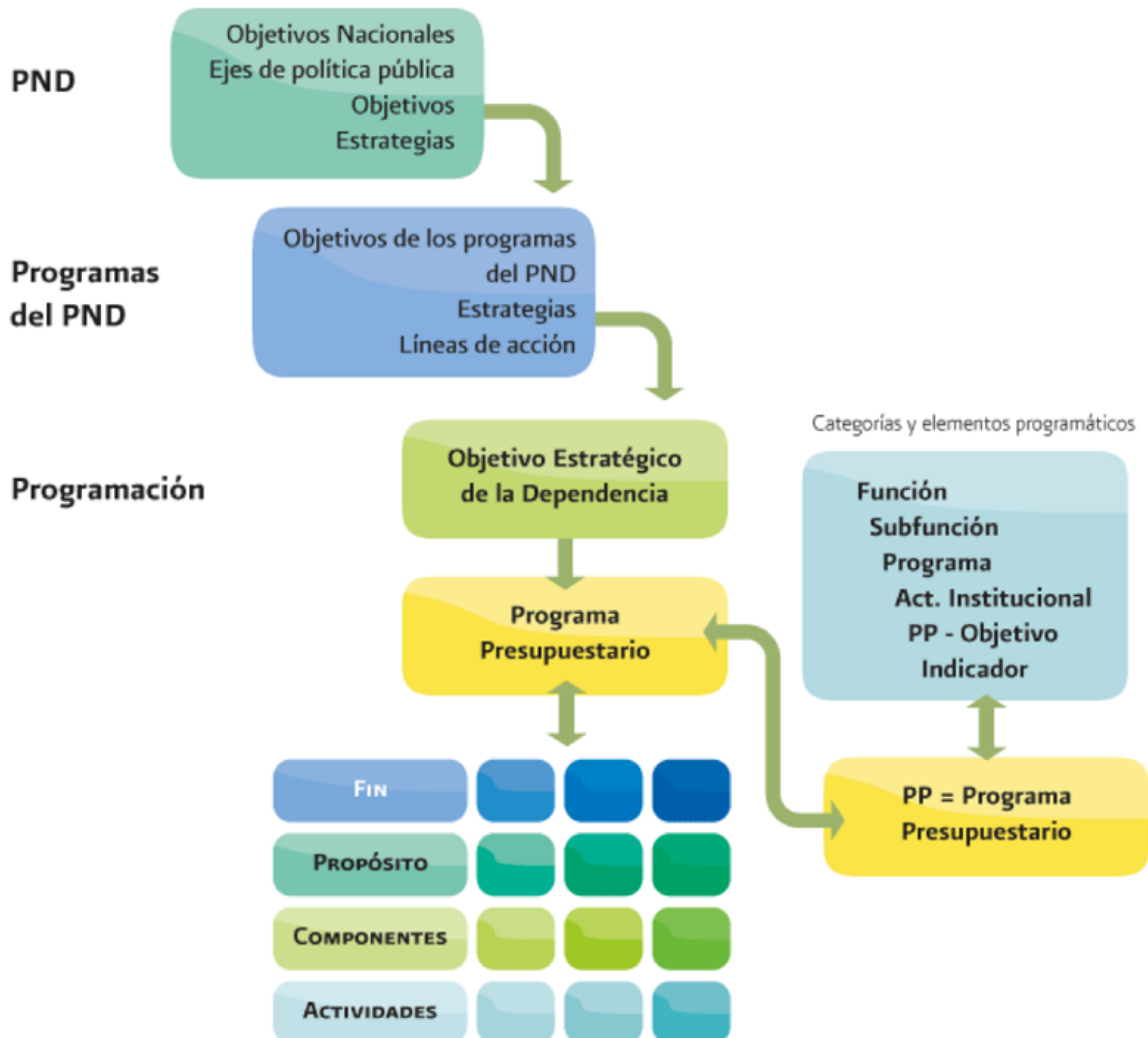 PND
Objetivos Nacionales
Ejes de política pública
Objetivos
Estrategias
Programas
del PND
Objetivos de los programas
del PND
Estrategias
Líneas de acción
Programación
Objetivo Estratégico
de la Dependencia
Programa
Presupuestario
Categorías y elementos programáticos
Función
Subfunción
Programa
Act. Institucional
PP - Objetivo
Indicador
PP = Programa
Presupuestario
FIN
PROPÓSITO
COMPONENTES
ACTIVIDADES